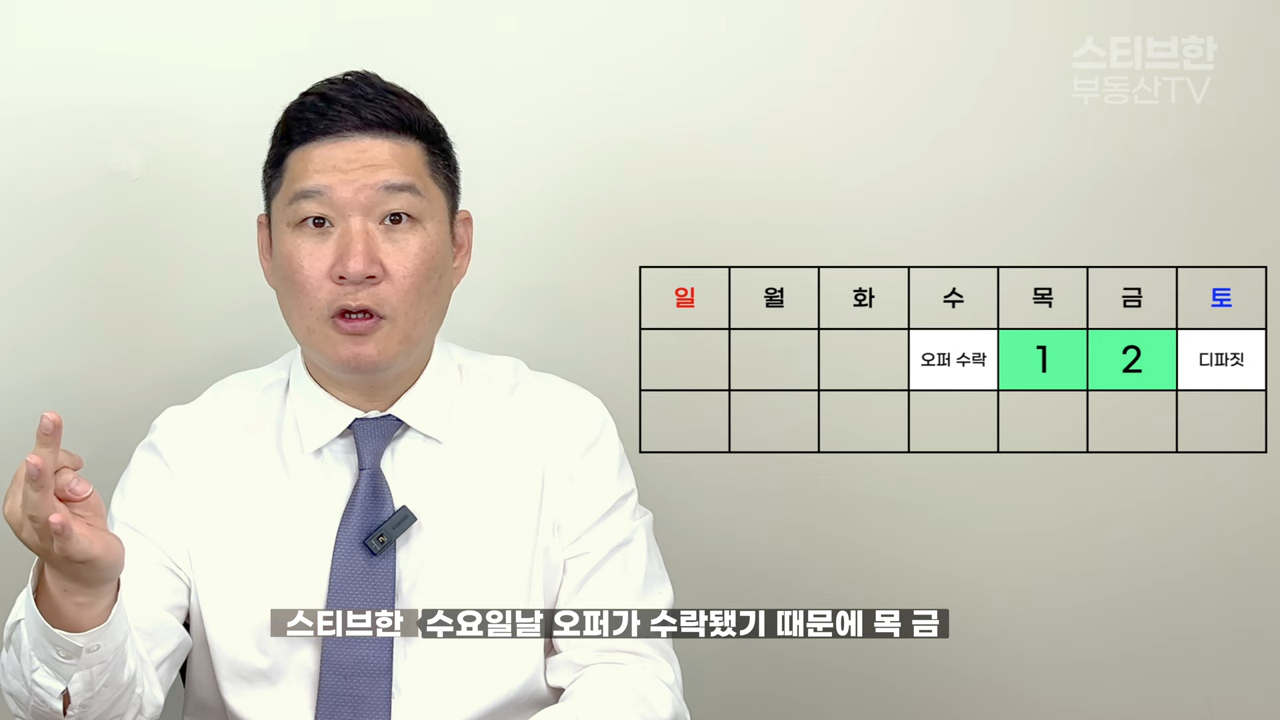 스티브한
부동산TV
일 월 화 수 목 금 토
오퍼 수락 1 2 디파짓
스티브한 수요일날 오퍼가 수락됐기 때문에 목 금